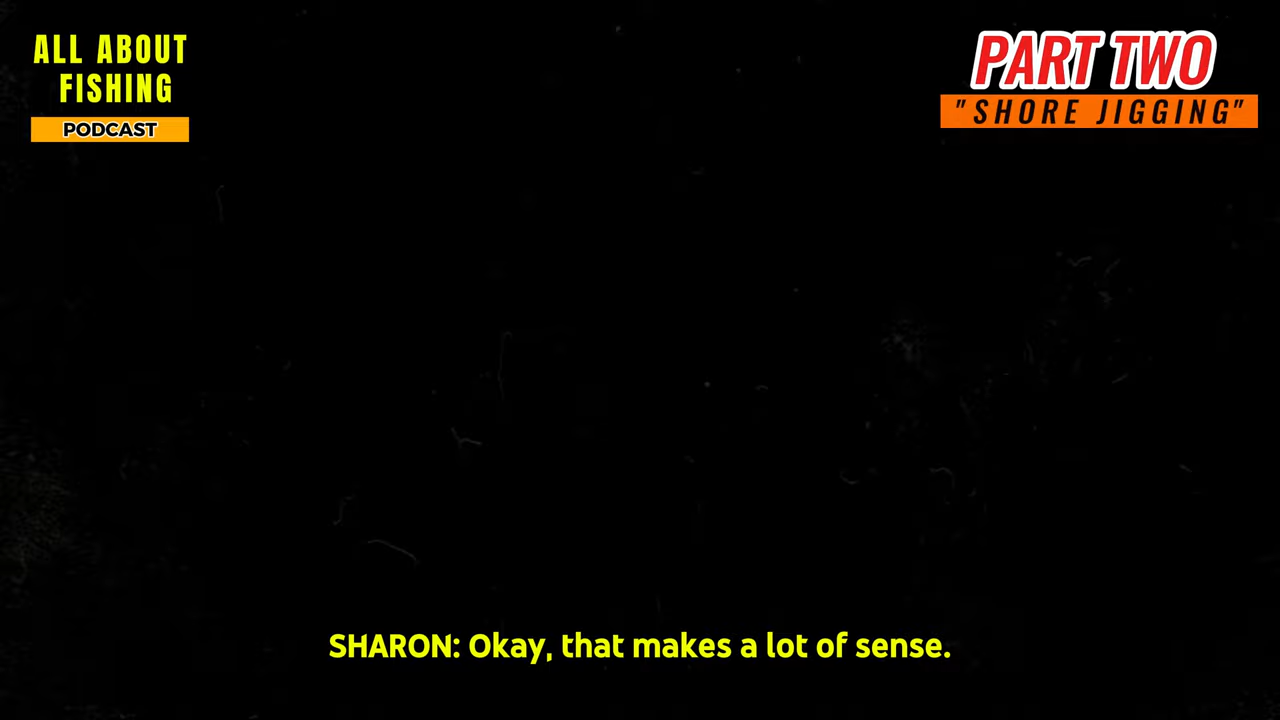 ALL ABOUT
FISHING
PODCAST
PART TWO
"SHORE JIGGING"
SHARON: Okay, that makes a lot of sense.